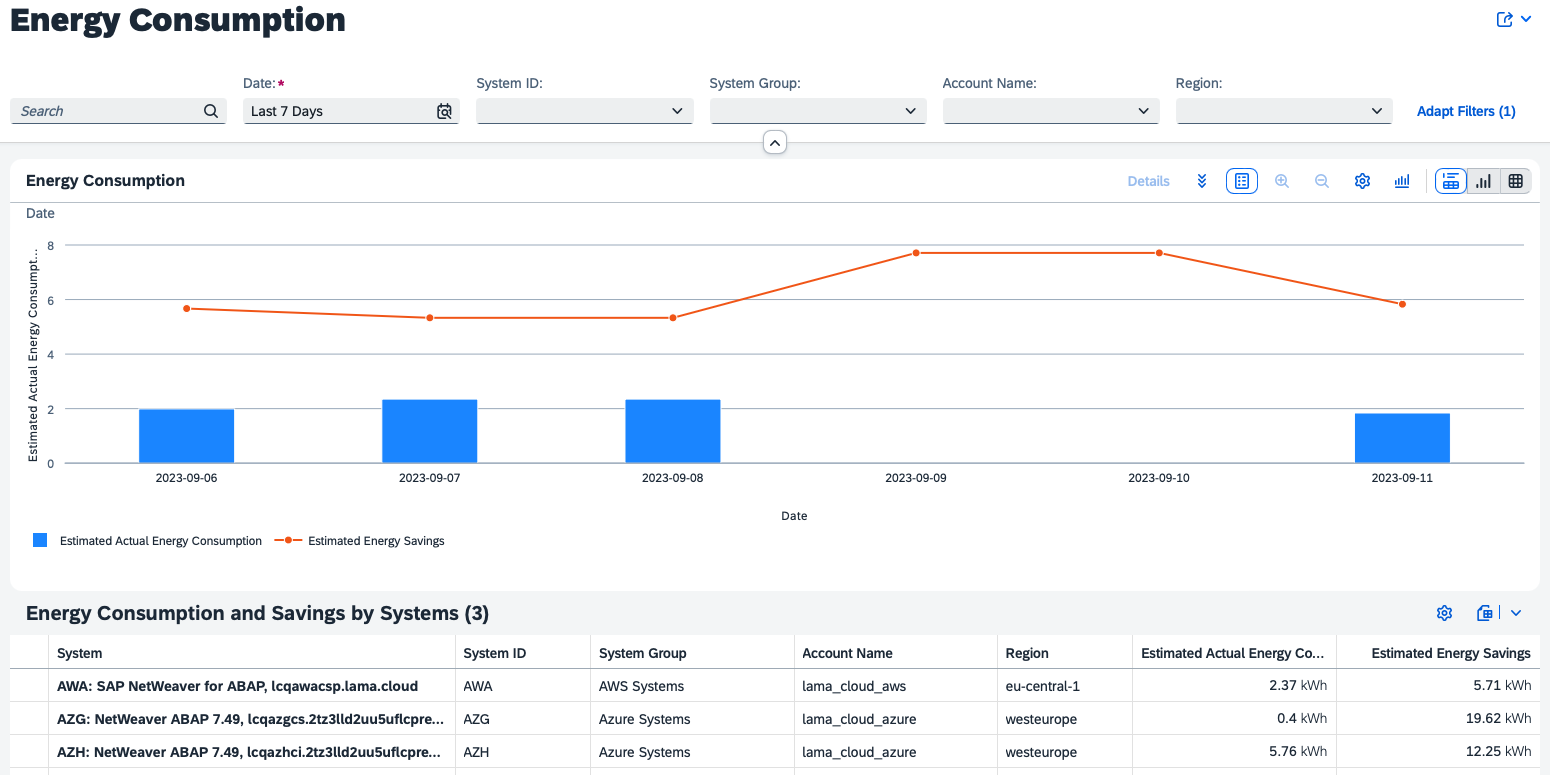 Energy Consumption
Date:*
System ID:
System Group:
Account Name:
Region:
Search
Last 7 Days
Adapt Filters (1)
Energy Consumption
Details
Date
Estimated Actual Energy Consumpt...
8
6
4
2
0
2023-09-06
2023-09-07
2023-09-08
2023-09-09
2023-09-10
2023-09-11
Date
Estimated Actual Energy Consumption
Estimated Energy Savings
Energy Consumption and Savings by Systems (3)
System System ID System Group Account Name Region Estimated Actual Energy Co... Estimated Energy Savings
AWA: SAP NetWeaver for ABAP, lcqawacsp.lama.cloud AWA AWS Systems lama_cloud_aws eu-central-1 2.37 kWh 5.71 kWh
AZG: NetWeaver ABAP 7.49, lcqazgcs.2tz3lld2uu5uflcpre... AZG Azure Systems lama_cloud_azure westeurope 0.4 kWh 19.62 kWh
AZH: NetWeaver ABAP 7.49, lcqazhci.2tz3lld2uu5uflcpre... AZH Azure Systems lama_cloud_azure westeurope 5.76 kWh 12.25 kWh